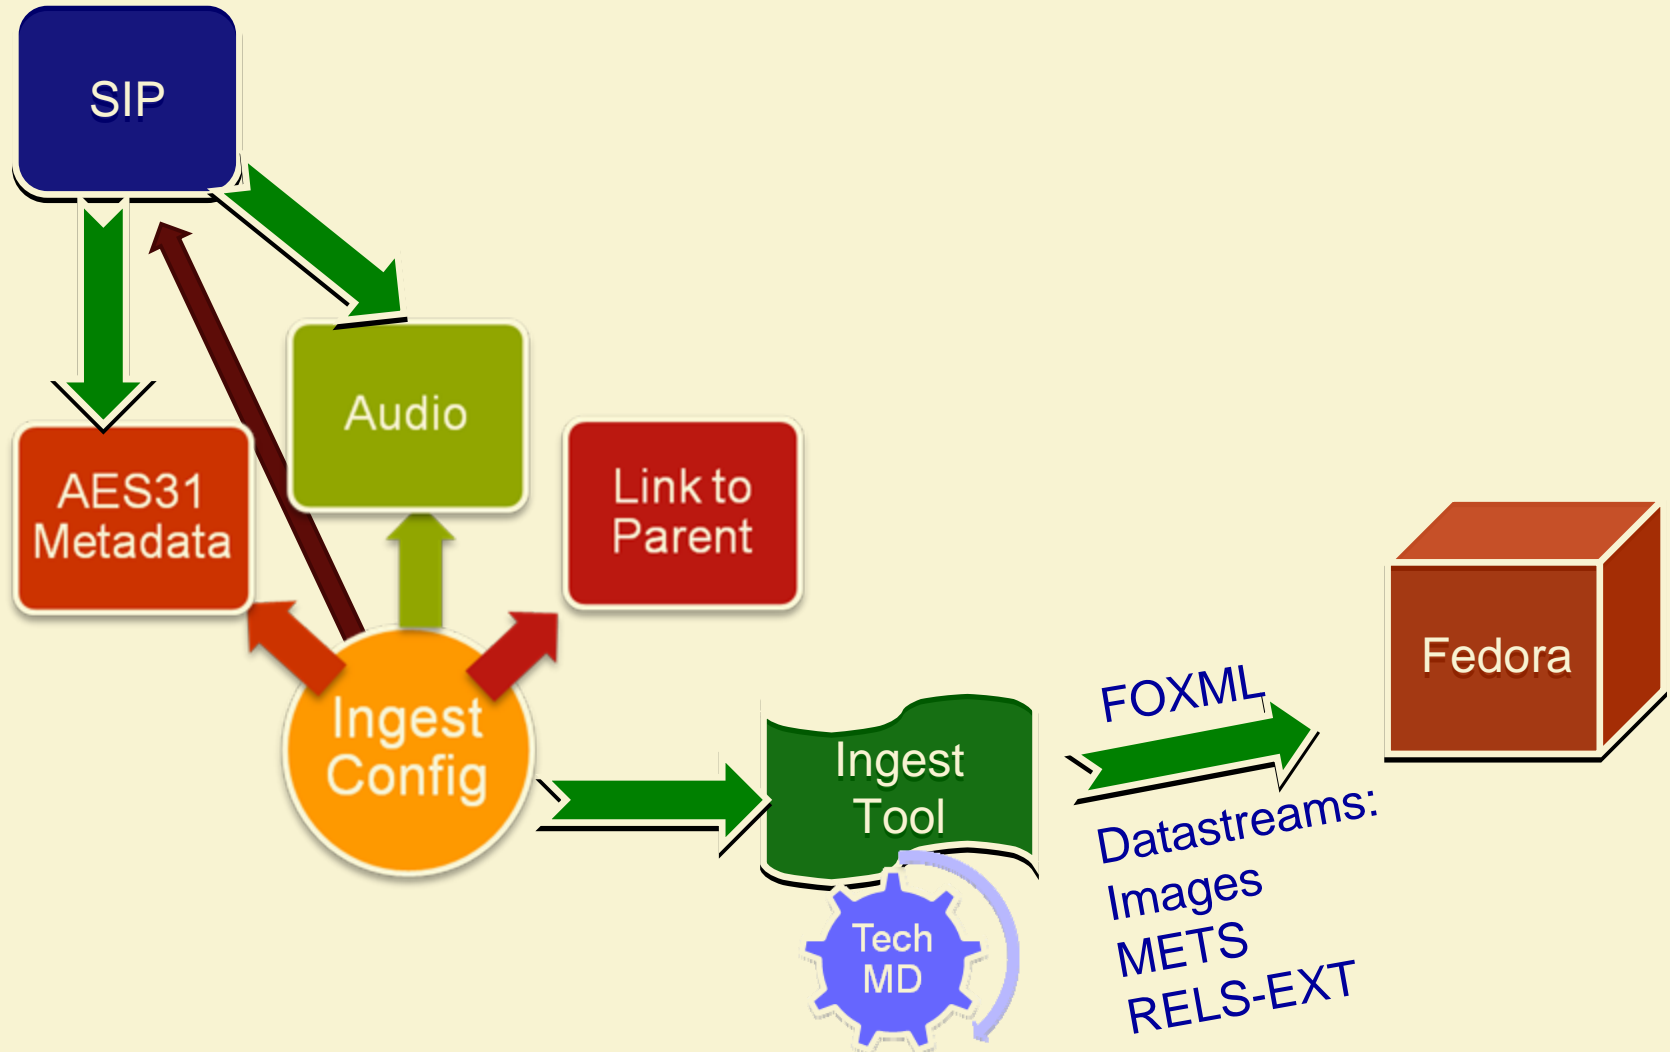 SIP
Audio
AES31
Metadata
Link to
Parent
Ingest
Config
Ingest
Tool
Tech
MD
FOXML
Datastreams:
Images
METS
RELS-EXT
Fedora